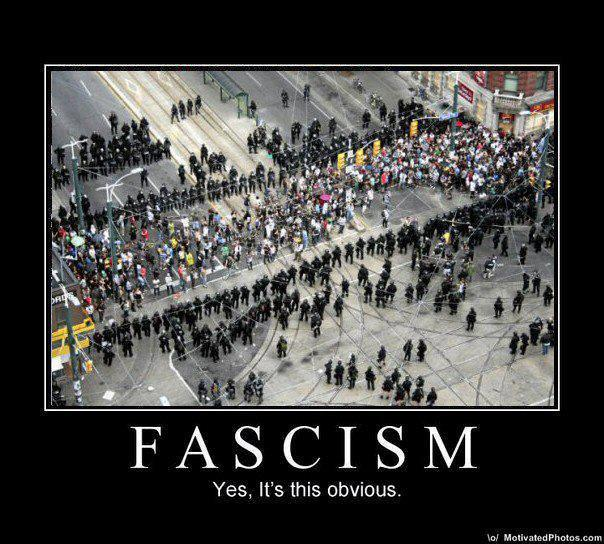 FASCISM
Yes, It's this obvious.
\o/ MotivatedPhotos.com